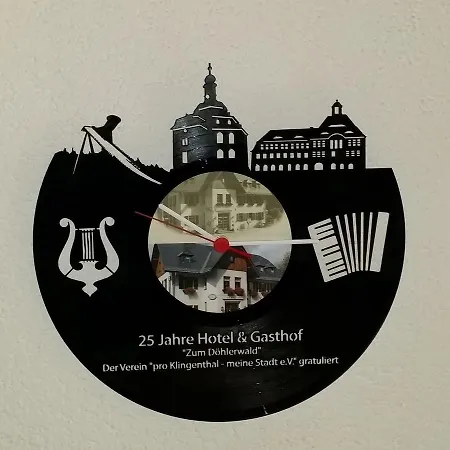 25 Jahre Hotel & Gasthof
"Zum Döhlerwald"
Der Verein "pro Klingenthal - meine Stadt e.V." gratuliert